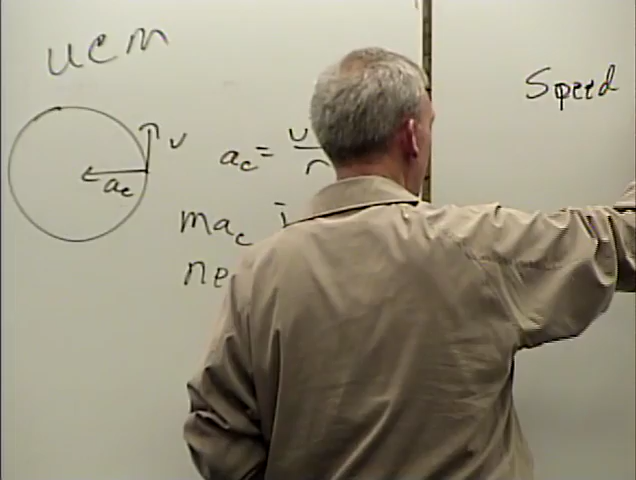 UCM
Speed
v
ac
ac = v
r
mac
ne